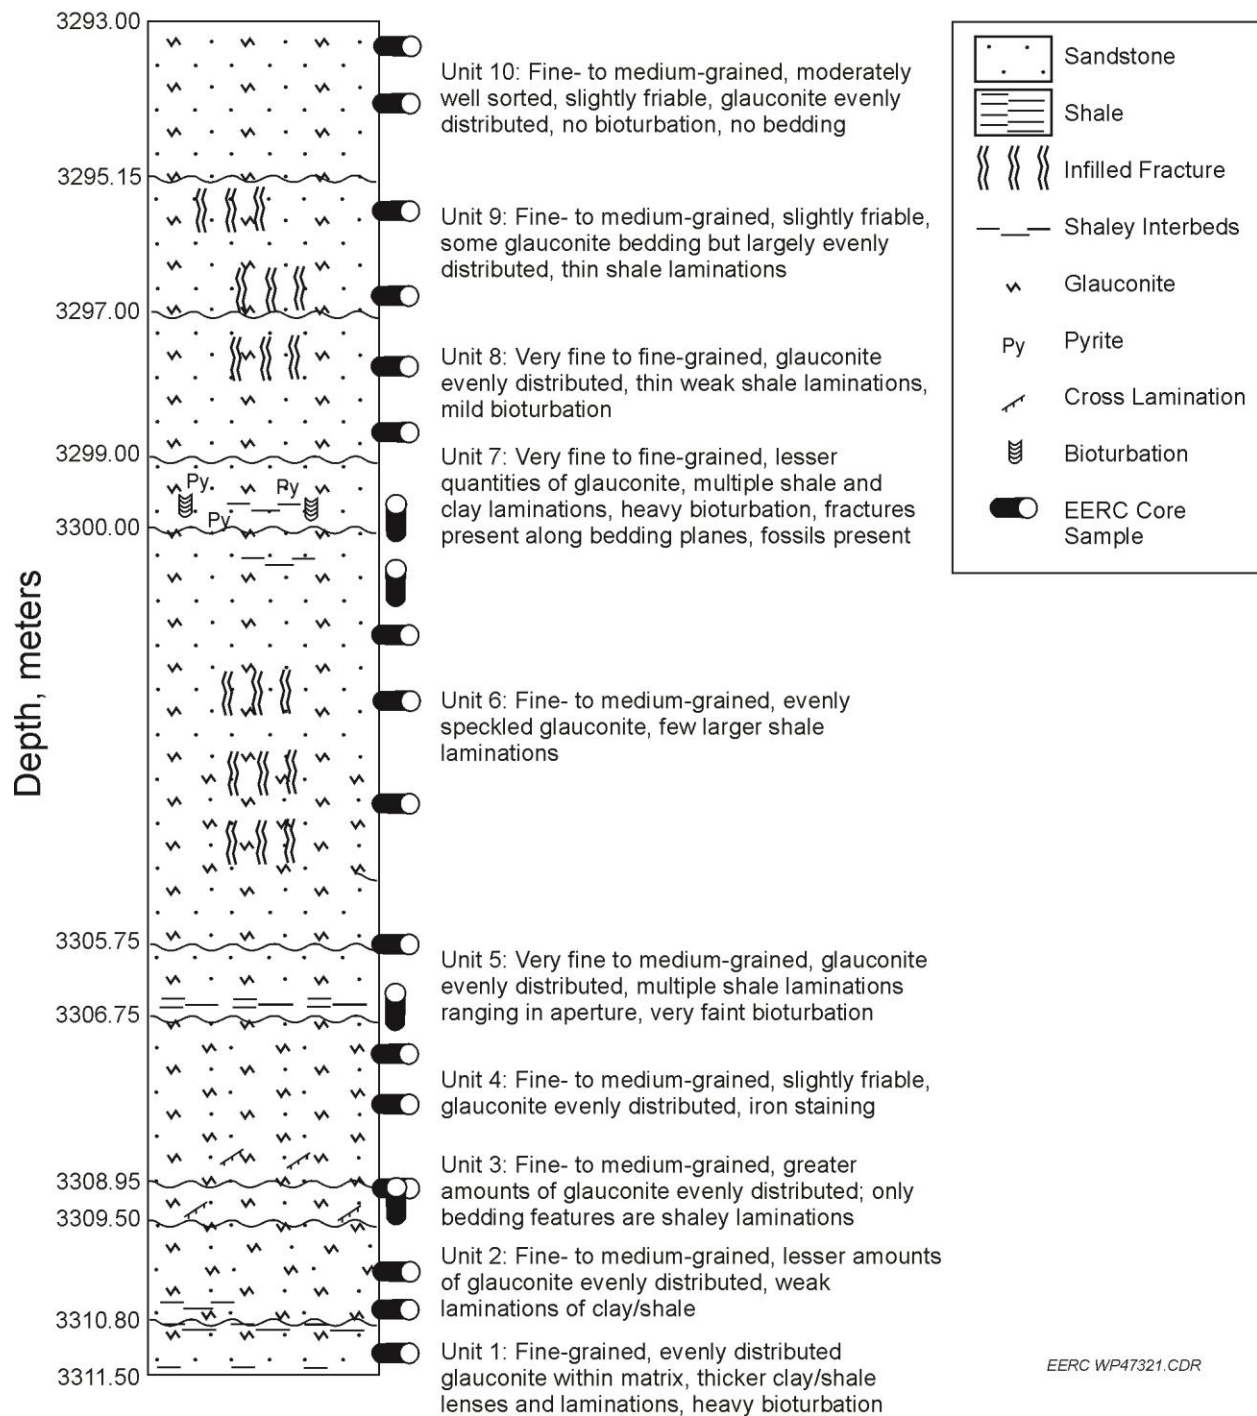 Depth, meters
3293.00
3295.15
3297.00
3299.00
3300.00
3305.75
3306.75
3308.95
3309.50
3310.80
3311.50
Py
Py
Py
Unit 10: Fine- to medium-grained, moderately
well sorted, slightly friable, glauconite evenly
distributed, no bioturbation, no bedding
Unit 9: Fine- to medium-grained, slightly friable,
some glauconite bedding but largely evenly
distributed, thin shale laminations
Unit 8: Very fine to fine-grained, glauconite
evenly distributed, thin weak shale laminations,
mild bioturbation
Unit 7: Very fine to fine-grained, lesser
quantities of glauconite, multiple shale and
clay laminations, heavy bioturbation, fractures
present along bedding planes, fossils present
Unit 6: Fine- to medium-grained, evenly
speckled glauconite, few larger shale
laminations
Unit 5: Very fine to medium-grained, glauconite
evenly distributed, multiple shale laminations
ranging in aperture, very faint bioturbation
Unit 4: Fine- to medium-grained, slightly friable,
glauconite evenly distributed, iron staining
Unit 3: Fine- to medium-grained, greater
amounts of glauconite evenly distributed; only
bedding features are shaley laminations
Unit 2: Fine- to medium-grained, lesser amounts
of glauconite evenly distributed, weak
laminations of clay/shale
Unit 1: Fine-grained, evenly distributed
glauconite within matrix, thicker clay/shale
lenses and laminations, heavy bioturbation
Sandstone
Shale
Infilled Fracture
Shaley Interbeds
Glauconite
Py Pyrite
Cross Lamination
Bioturbation
EERC Core
Sample
EERC WP47321.CDR